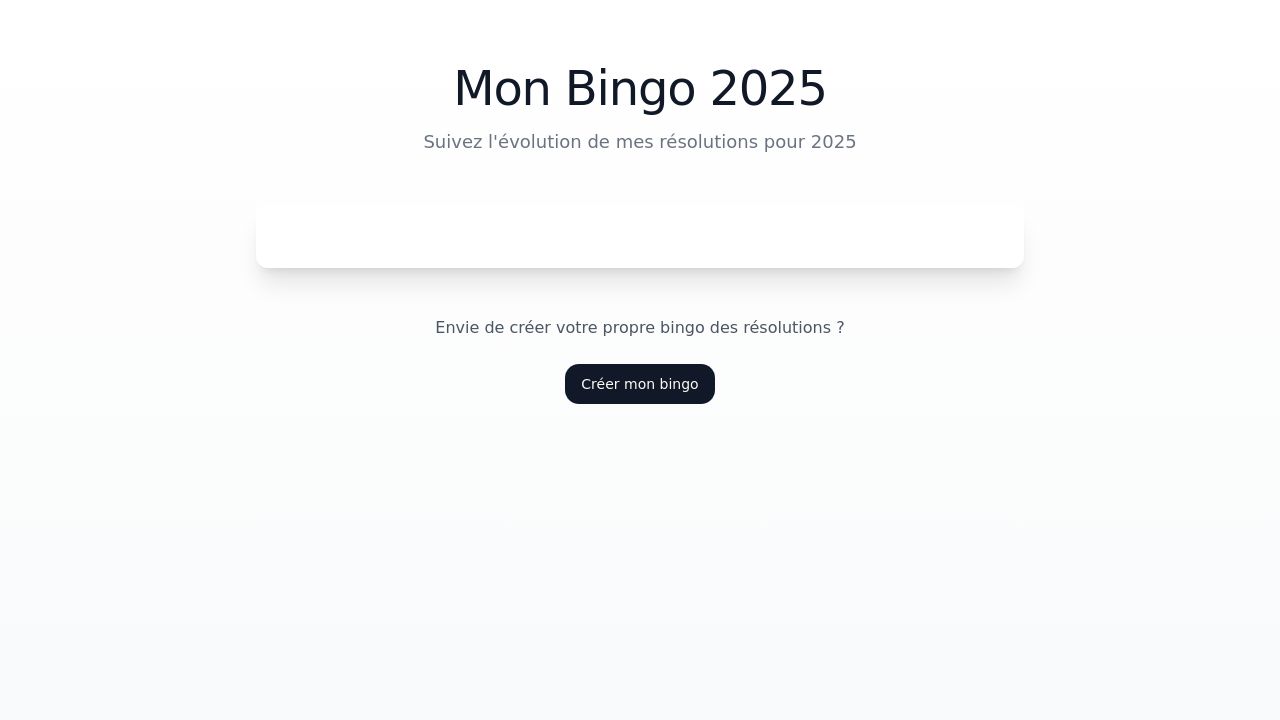 Mon Bingo 2025
Suivez l'évolution de mes résolutions pour 2025
Envie de créer votre propre bingo des résolutions ?
Créer mon bingo